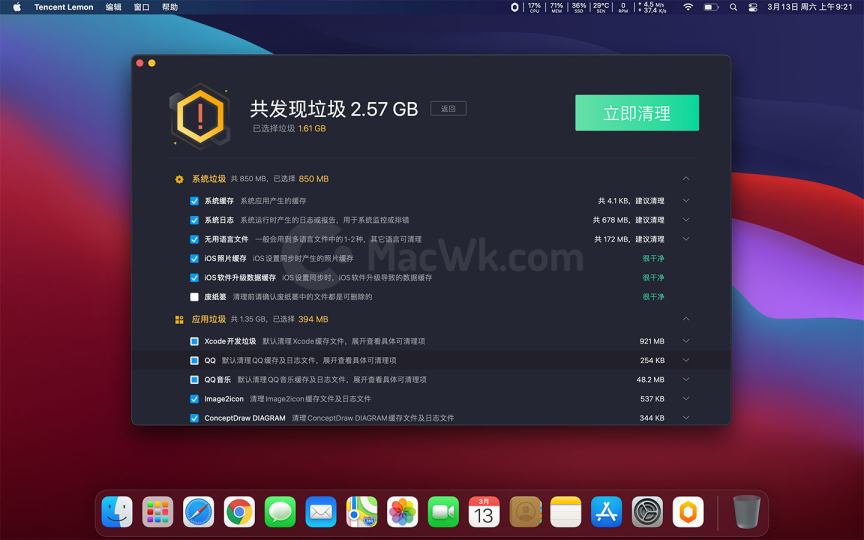 Tencent Lemon 编辑 窗口 帮助 17% CPU 71% MEM 36% SSD 29°C SEN 0 RPM 4.5 M/s 37.4 K/s 3月13日 周六 上午9:21
共发现垃圾 2.57 GB 返回
已选择垃圾 1.61 GB
立即清理
系统垃圾 共 850 MB，已选择 850 MB
系统缓存 系统应用产生的缓存 共 4.1 KB，建议清理
系统日志 系统运行时产生的日志或报告，用于系统监控或排错 共 678 MB，建议清理
无用语言文件 一般会用到多语言文件中的1-2种，其它语言可清理 共 172 MB，建议清理
iOS照片缓存 iOS设置同步时产生的照片缓存 很干净
iOS软件升级数据缓存 iOS设置同步时，iOS软件升级导致的数据缓存 很干净
废纸篓 清理前请确认废纸篓中的文件都是可删除的 很干净
MacWk.com
应用垃圾 共 1.35 GB，已选择 394 MB
Xcode开发垃圾 默认清理Xcode缓存文件，展开查看具体可清理项 921 MB
QQ 默认清理QQ缓存及日志文件，展开查看具体可清理项 254 KB
QQ音乐 默认清理QQ音乐缓存及日志文件，展开查看具体可清理项 48.2 MB
Image2icon 清理Image2icon缓存文件及日志文件 537 KB
ConceptDraw DIAGRAM 清理ConceptDraw DIAGRAM缓存文件及日志文件 344 KB
3月
13